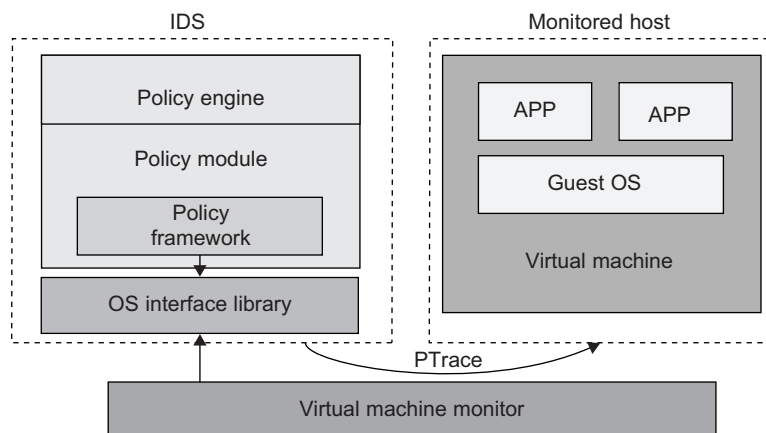 IDS
Monitored host
Policy engine
Policy module
Policy
framework
OS interface library
APP
APP
Guest OS
Virtual machine
PTrace
Virtual machine monitor